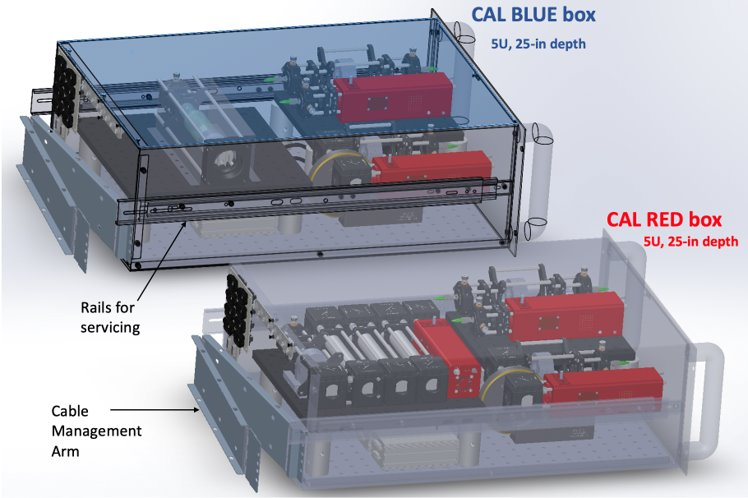 CAL BLUE box
5U, 25-in depth
CAL RED box
5U, 25-in depth
Rails for
servicing
Cable
Management
Arm